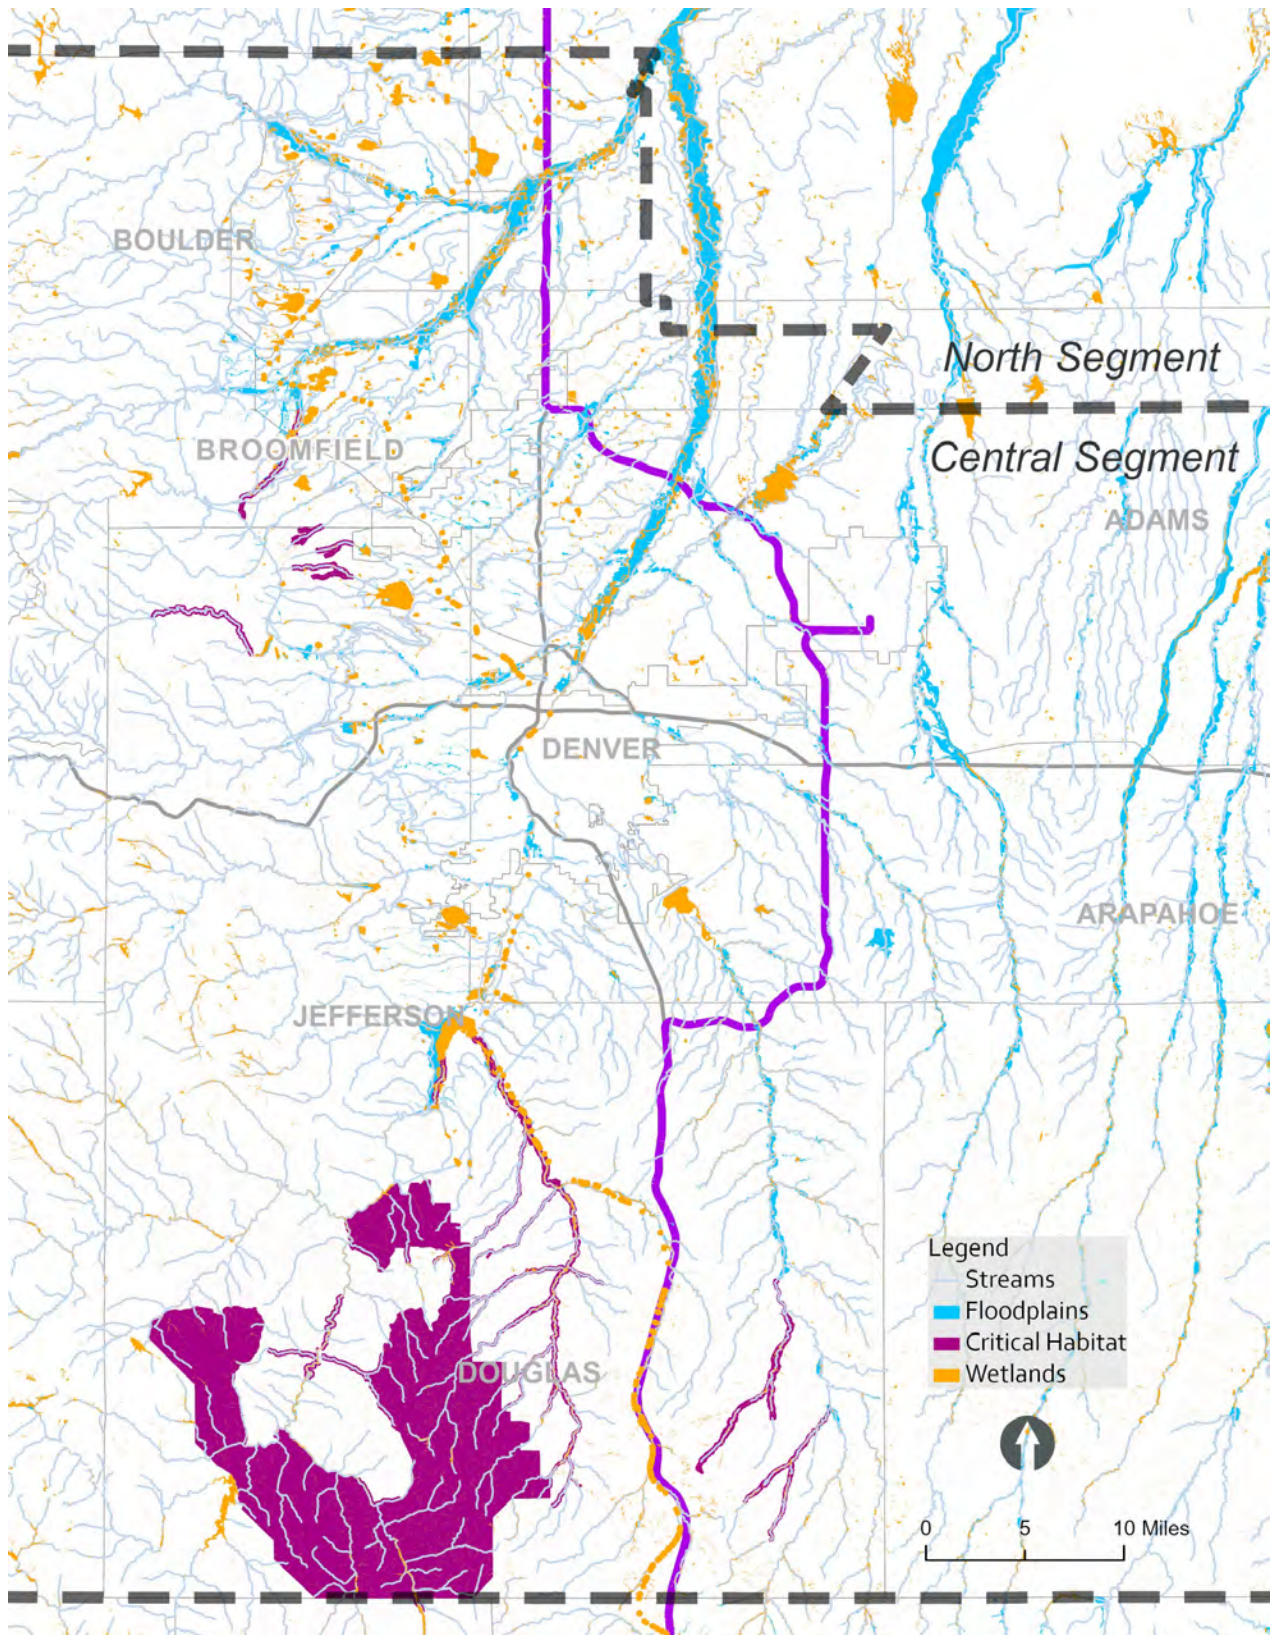 BOULDER
North Segment
BROOMFIELD
Central Segment
ADAMS
DENVER
ARAPAHOE
JEFFERSON
Legend
Streams
Floodplains
Critical Habitat
Wetlands
DOUGLAS
0 5 10 Miles